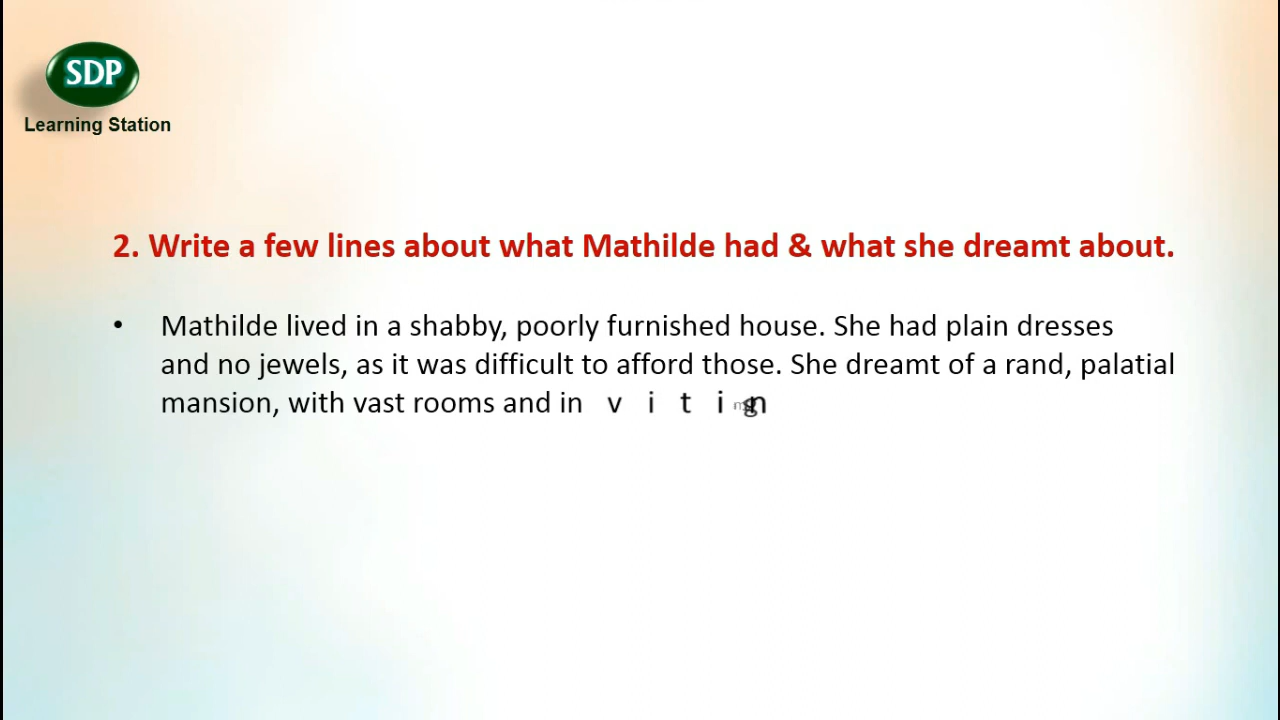 SDP
Learning Station
2. Write a few lines about what Mathilde had & what she dreamt about.
• Mathilde lived in a shabby, poorly furnished house. She had plain dresses
and no jewels, as it was difficult to afford those. She dreamt of a rand, palatial
mansion, with vast rooms and in v i t i